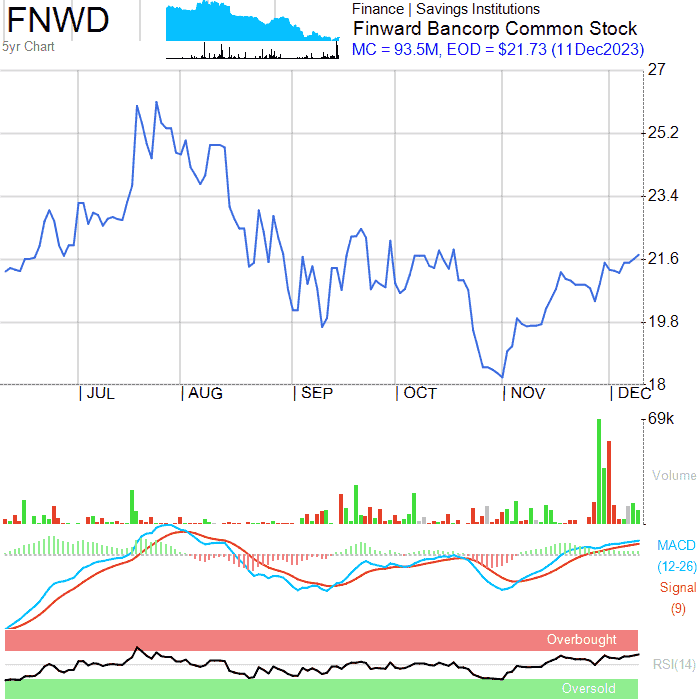 FNWD
5yr Chart
Finance | Savings Institutions
Finward Bancorp Common Stock
MC = 93.5M, EOD = $21.73 (11Dec2023)
27
25.2
23.4
21.6
19.8
18
| JUL | AUG | SEP | OCT | NOV | DEC
69k
Volume
MACD
(12-26)
Signal
(9)
Overbought
RSI(14)
Oversold